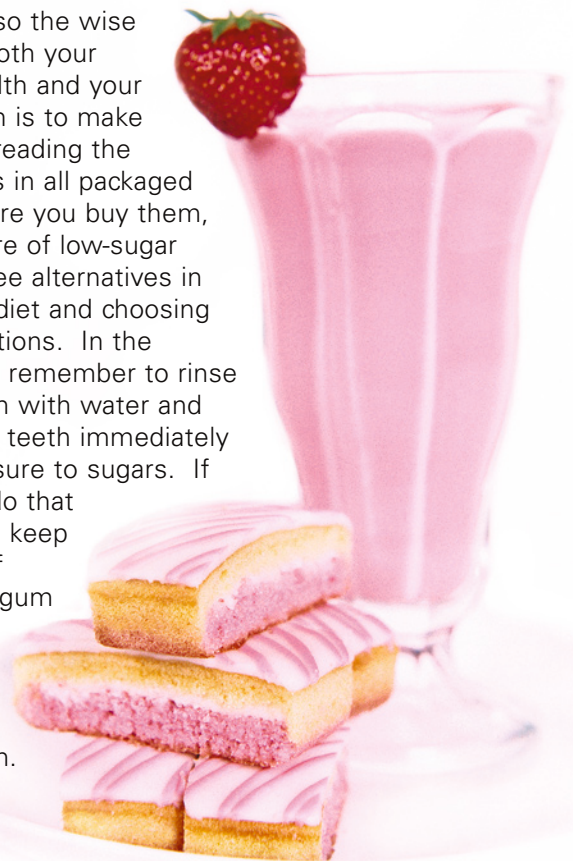 so the wise
oth your
lth and your
n is to make
reading the
s in all packaged
re you buy them,
re of low-sugar
ee alternatives in
diet and choosing
tions.  In the
remember to rinse
n with water and
teeth immediately
sure to sugars.  If
lo that
keep
f
gum
n.